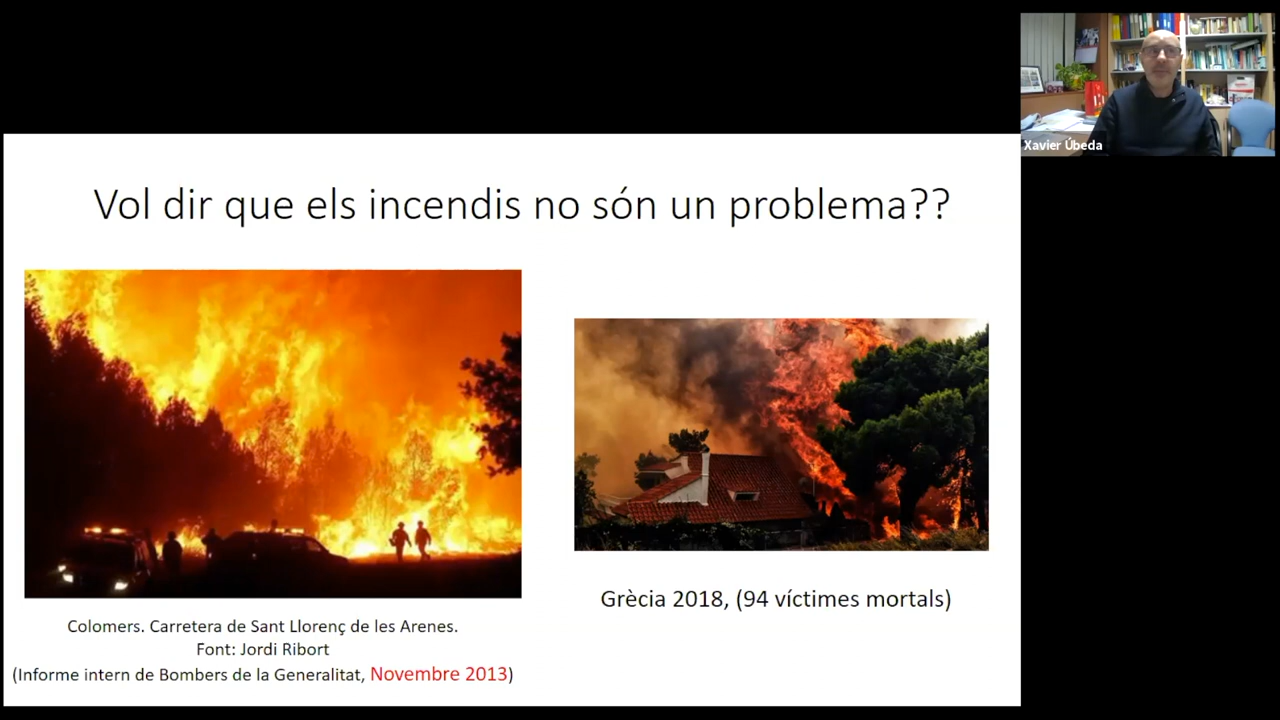 Vol dir que els incendis no són un problema??
Xavier Úbeda
Colomers. Carretera de Sant Llorenç de les Arenes.
Font: Jordi Ribort
(Informe intern de Bombers de la Generalitat, Novembre 2013)
Grècia 2018, (94 víctimes mortals)